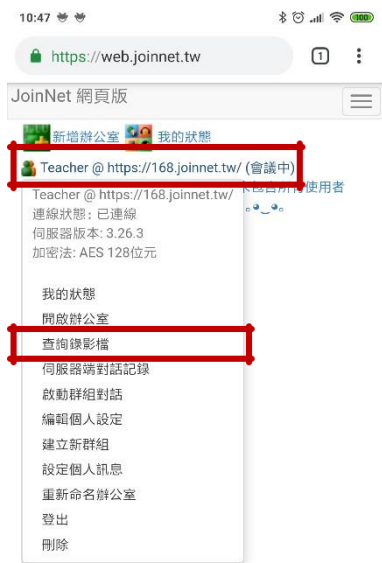 10:47
100
https://web.joinnet.tw
1
JoinNet 網頁版
新增辦公室 我的狀態
Teacher @ https://168.joinnet.tw/ (會議中)
Teacher @ https://168.joinnet.tw/
使用者
連線狀態: 已連線
伺服器版本: 3.26.3
加密法: AES 128位元
我的狀態
開啟辦公室
查詢錄影檔
伺服器端對話記錄
啟動群組對話
編輯個人設定
建立新群組
設定個人訊息
重新命名辦公室
登出
刪除